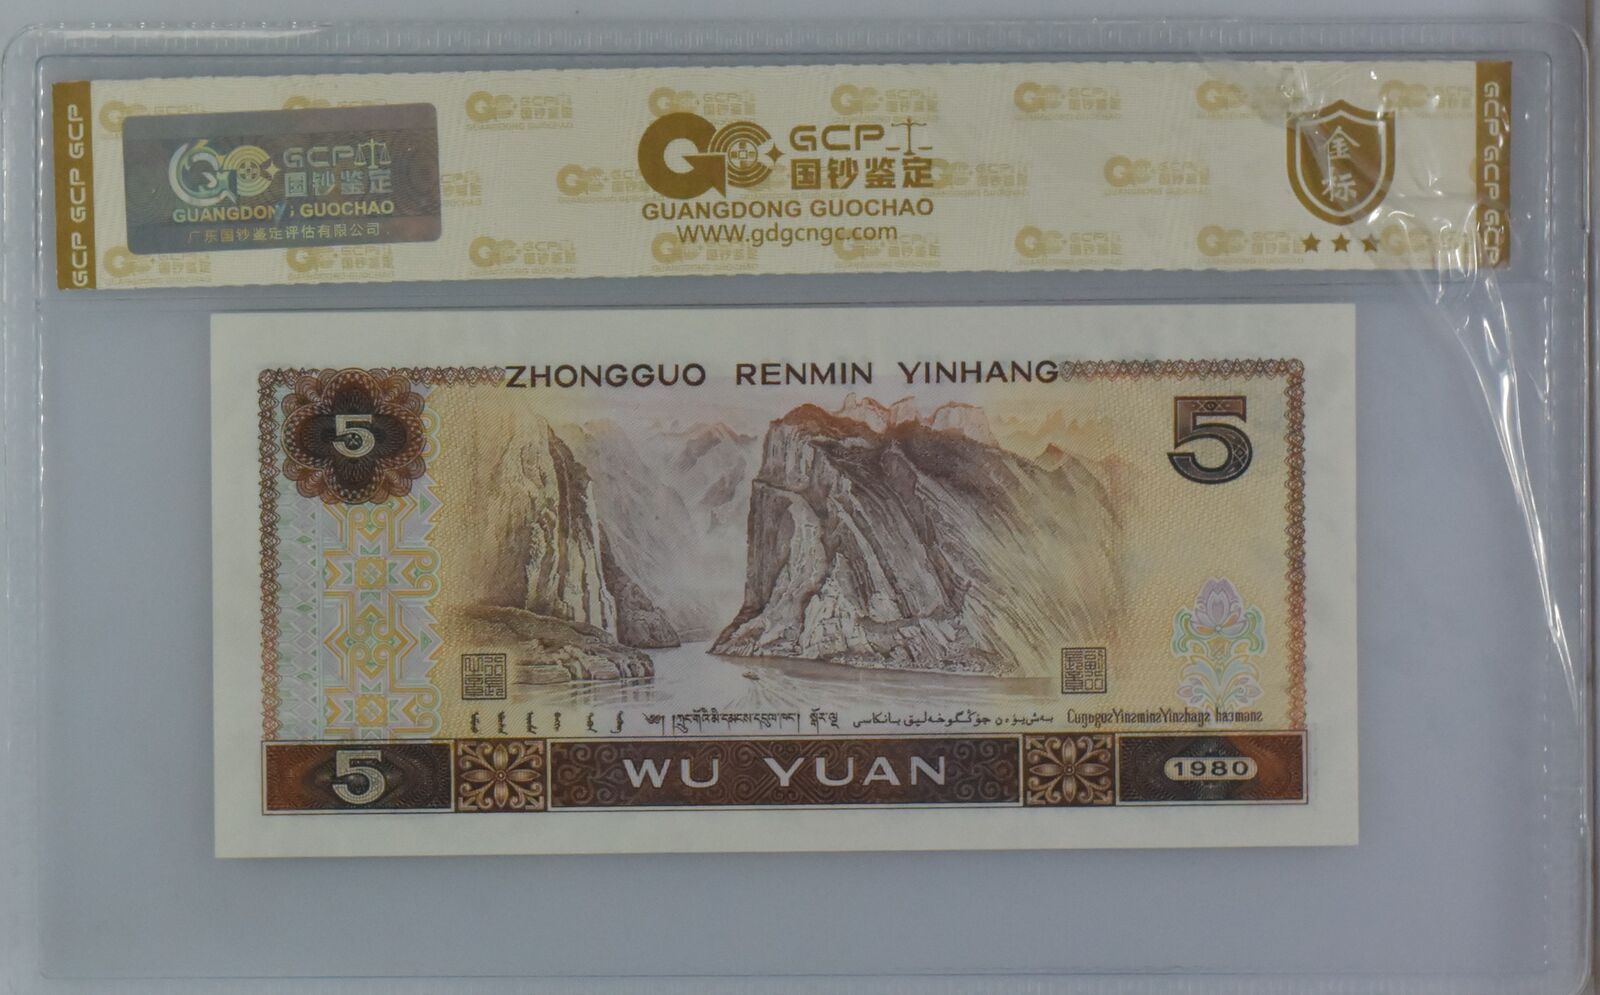 GCP GCP GCP
GCP
国钞鉴定
GUANGDONG GUOCHAO
广东国钞鉴定评估有限公司
GCP
国钞鉴定
GUANGDONG GUOCHAO
www.gdgcngc.com
金标
GCP GCP GCP
ZHONGGUO RENMIN YINHANG
5
5
5
WU YUAN
1980